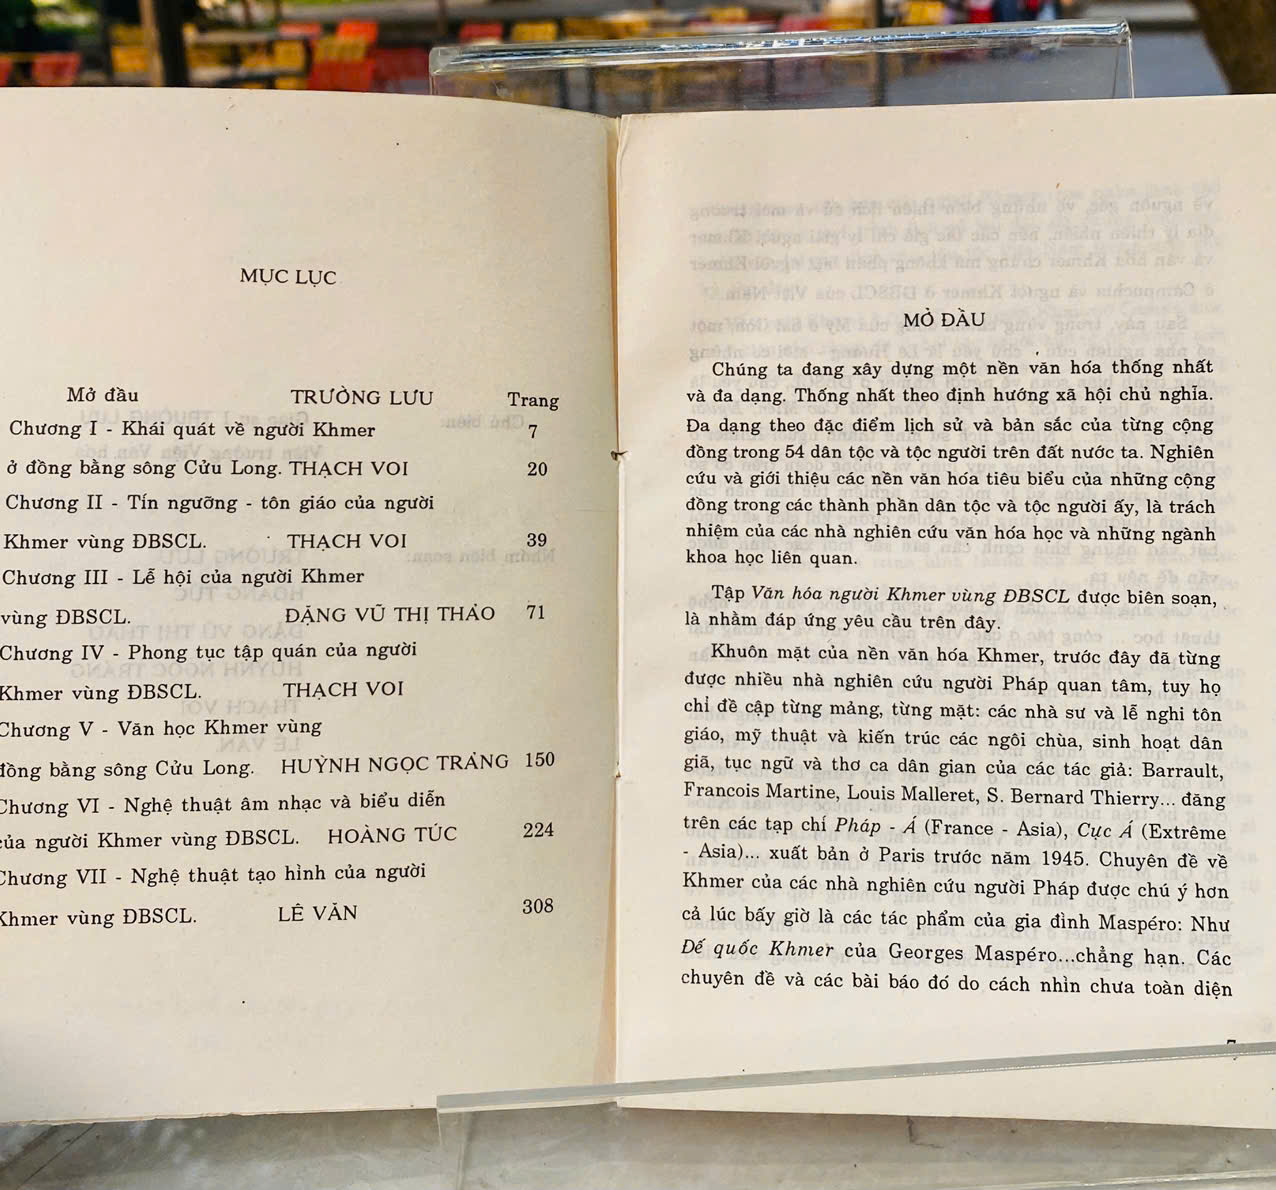 MỤC LỤC
Mở đầu TRƯỜNG LƯU Trang
Chương I - Khái quát về người Khmer 7
ở đồng bằng sông Cửu Long. THẠCH VOI 20
Chương II - Tín ngưỡng - tôn giáo của người
Khmer vùng ĐBSCL. THẠCH VOI 39
Chương III - Lễ hội của người Khmer
vùng ĐBSCL. ĐẶNG VŨ THỊ THẢO 71
Chương IV - Phong tục tập quán của người
Khmer vùng ĐBSCL. THẠCH VOI
Chương V - Văn học Khmer vùng
đồng bằng sông Cửu Long. HUỲNH NGỌC TRẢNG 150
Chương VI - Nghệ thuật âm nhạc và biểu diễn
của người Khmer vùng ĐBSCL. HOÀNG TÚC 224
Chương VII - Nghệ thuật tạo hình của người
Khmer vùng ĐBSCL. LÊ VĂN 308
MỞ ĐẦU
Chúng ta đang xây dựng một nền văn hóa thống nhất
và đa dạng. Thống nhất theo định hướng xã hội chủ nghĩa.
Đa dạng theo đặc điểm lịch sử và bản sắc của từng cộng
đồng trong 54 dân tộc và tộc người trên đất nước ta. Nghiên
cứu và giới thiệu các nền văn hóa tiêu biểu của những cộng
đồng trong các thành phần dân tộc và tộc người ấy, là trách
nhiệm của các nhà nghiên cứu văn hóa học và những ngành
khoa học liên quan.
Tập Văn hóa người Khmer vùng ĐBSCL được biên soạn,
là nhằm đáp ứng yêu cầu trên đây.
Khuôn mặt của nền văn hóa Khmer, trước đây đã từng
được nhiều nhà nghiên cứu người Pháp quan tâm, tuy họ
chỉ đề cập từng mảng, từng mặt: các nhà sư và lễ nghi tôn
giáo, mỹ thuật và kiến trúc các ngôi chùa, sinh hoạt dân
giã, tục ngữ và thơ ca dân gian của các tác giả: Barrault,
Francois Martine, Louis Malleret, S. Bernard Thierry... đăng
trên các tạp chí Pháp - Á (France - Asia), Cực Á (Extrême
- Asia)... xuất bản ở Paris trước năm 1945. Chuyên đề về
Khmer của các nhà nghiên cứu người Pháp được chú ý hơn
cả lúc bấy giờ là các tác phẩm của gia đình Maspéro: Như
Đế quốc Khmer của Georges Maspéro...chẳng hạn. Các
chuyên đề và các bài báo đó do cách nhìn chưa toàn diện